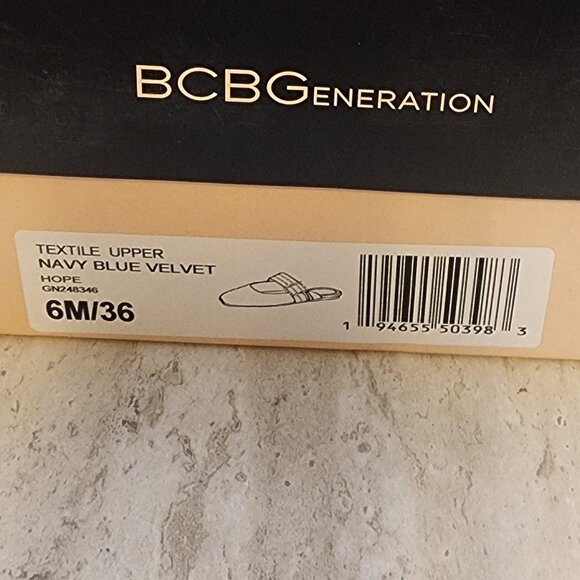 BCBGENERATION
TEXTILE UPPER
NAVY BLUE VELVET
HOPE
GN248346
6M/36
1 94655 50398 3